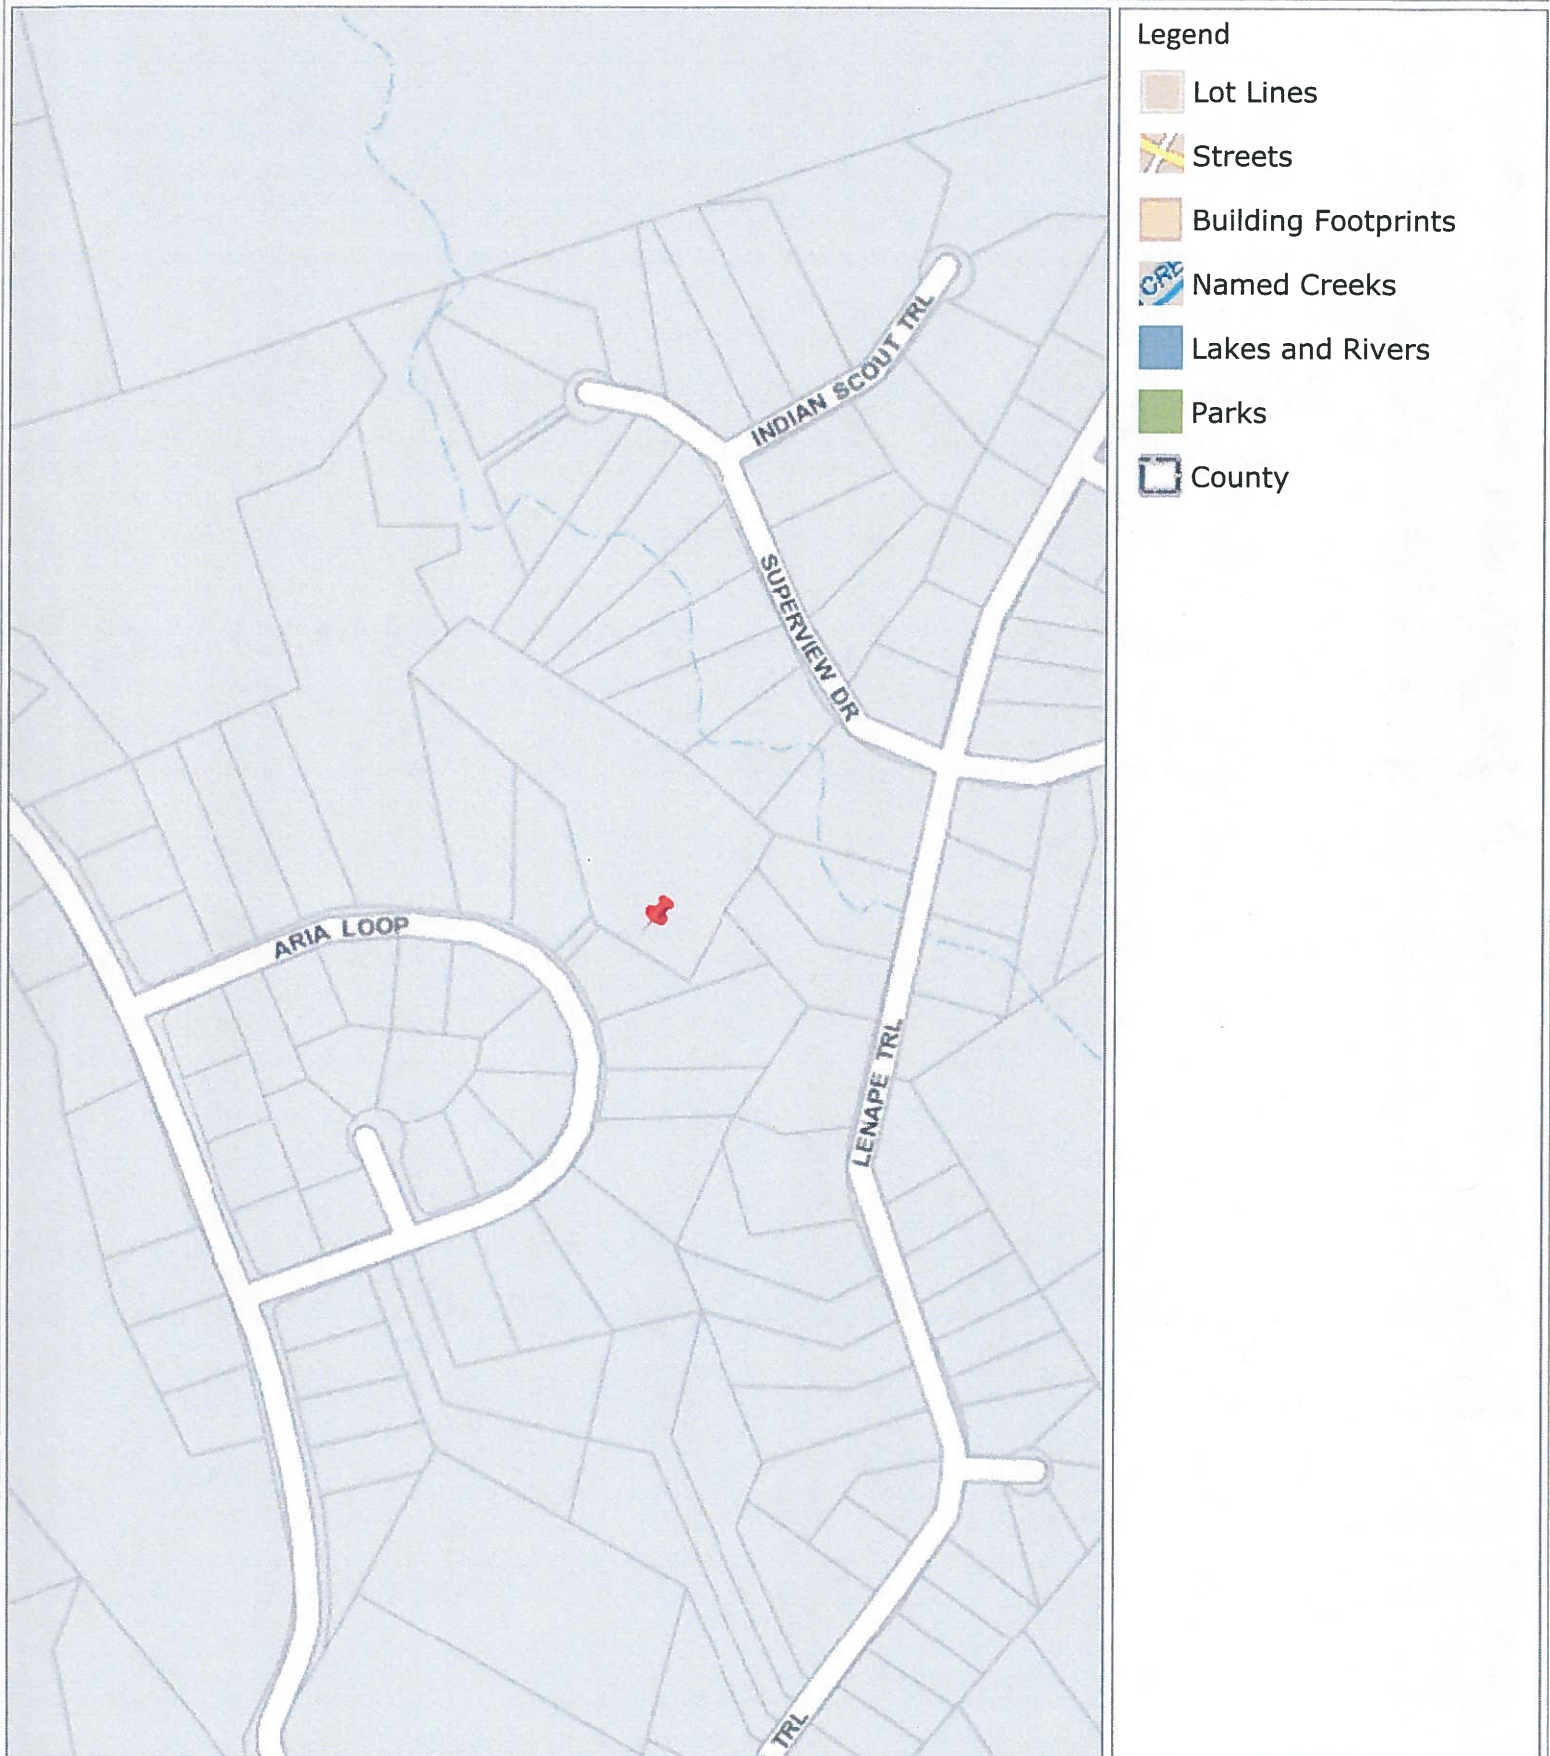 Legend
Lot Lines
Streets
Building Footprints
CRE
Named Creeks
Lakes and Rivers
Parks
County
INDIAN SCOUT TRL
SUPERVIEW DR
ARIA LOOP
LENAPE TRL
TRL